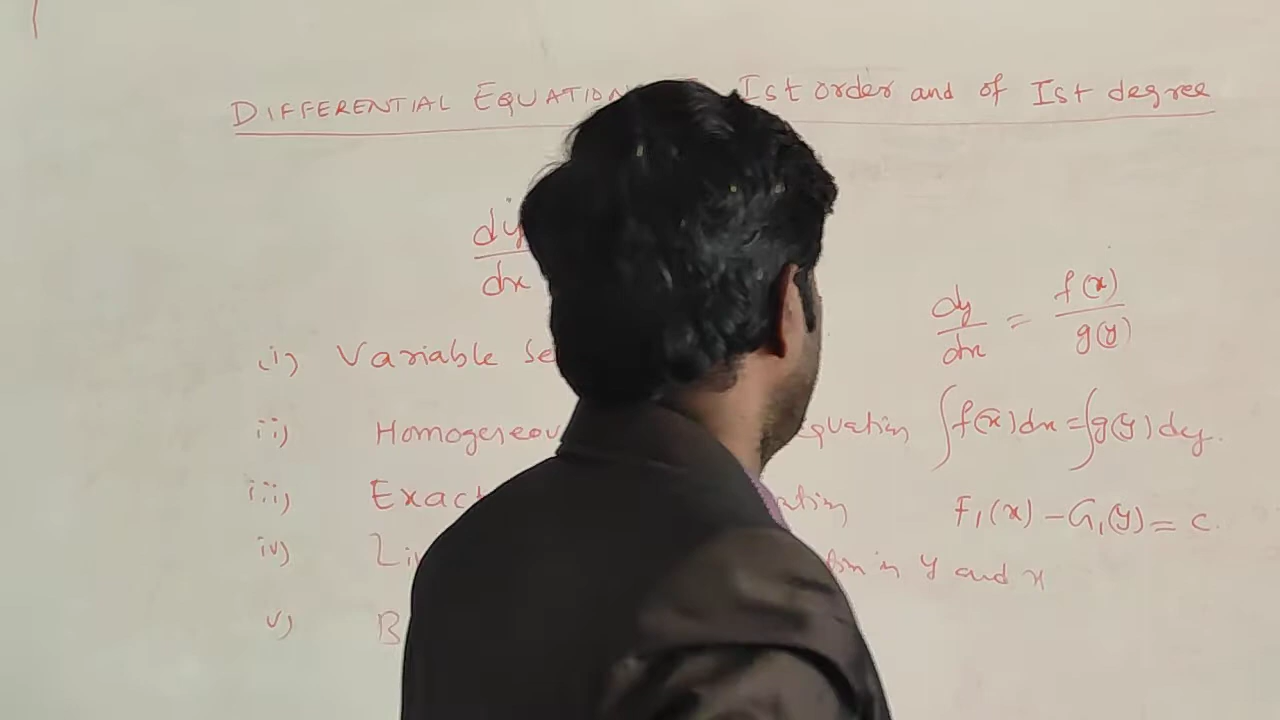 DIFFERENTIAL EQUATION Ist order and of Ist degree
dy
dx
dy/dx = f(x)/g(y)
(i) Variable Se
ii) Homogeneou quation ∫f(x)dx=∫g(y)dy.
iii) Exact ation F₁(x) – G₁(y) = c.
iv) Li tion in y and x
v) B